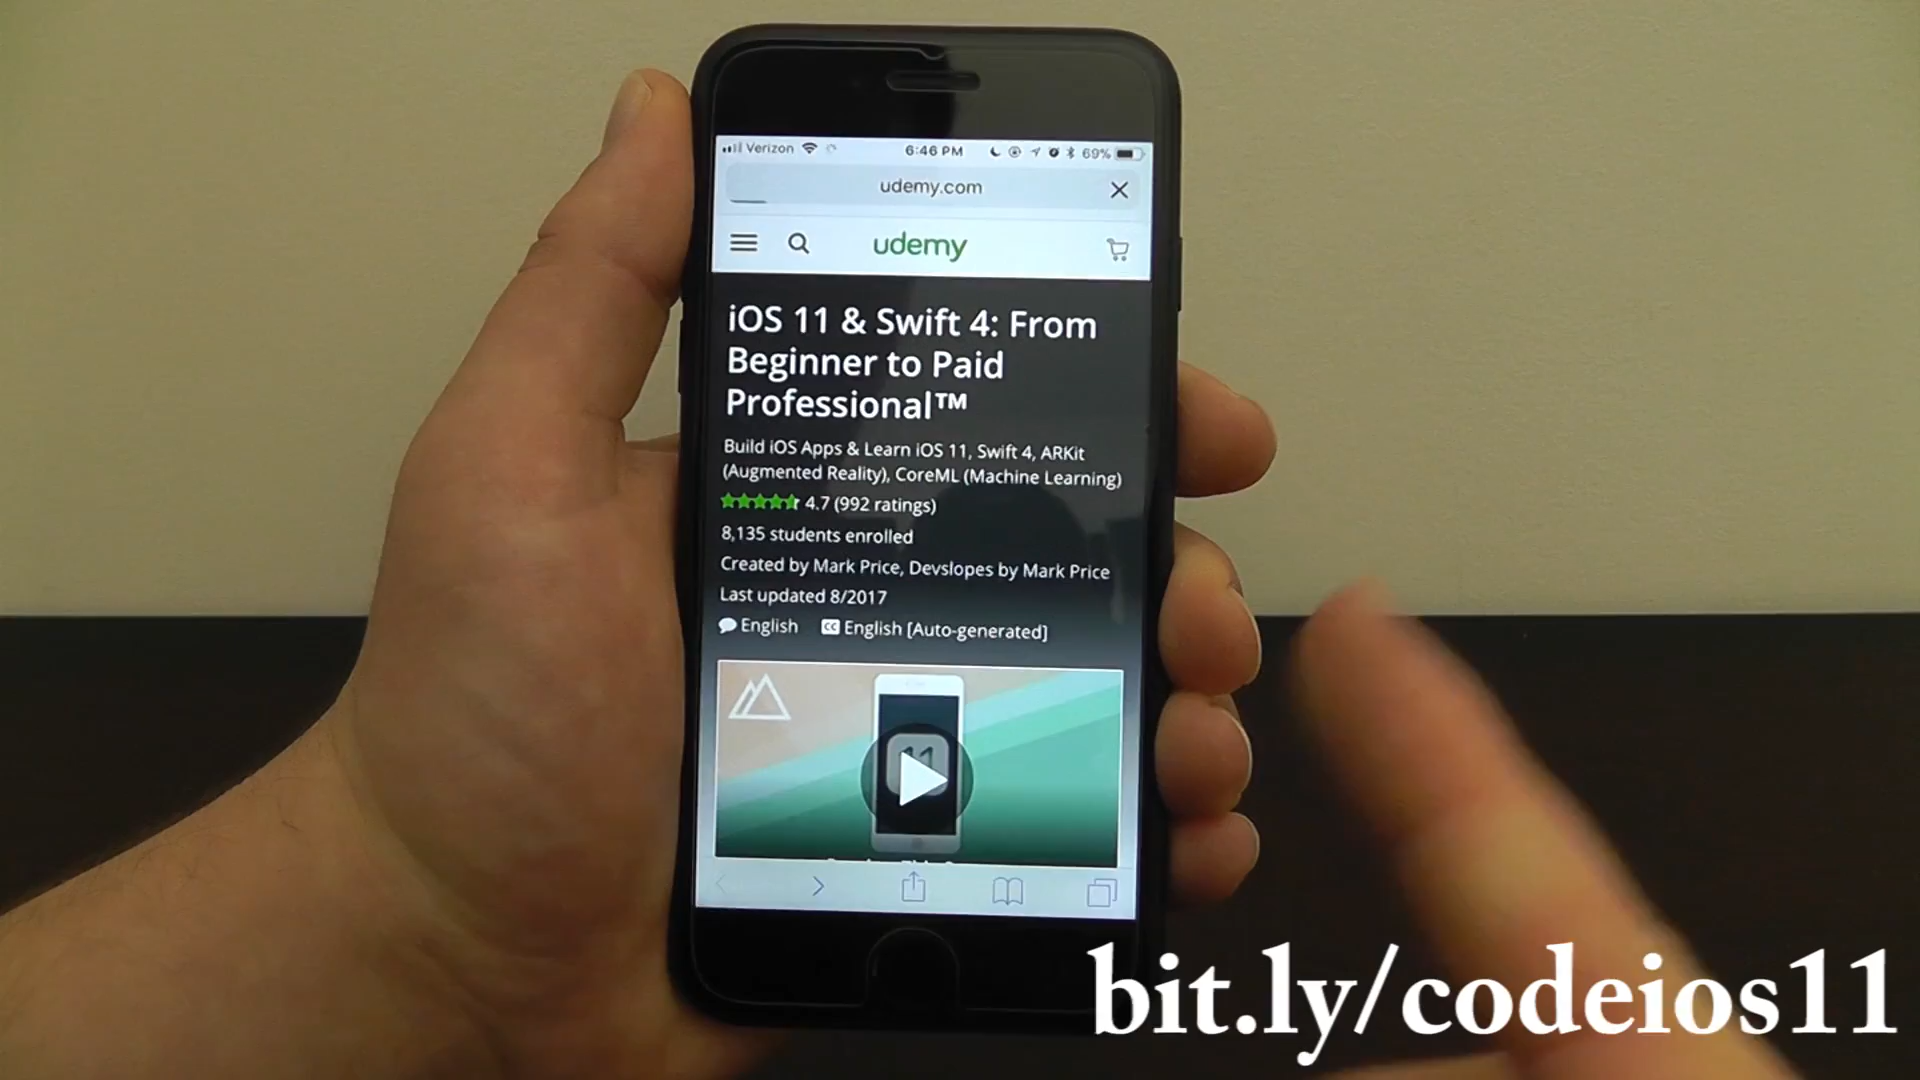 Verizon 6:46 PM 69%
udemy.com
udemy
iOS 11 & Swift 4: From
Beginner to Paid
Professional™
Build iOS Apps & Learn iOS 11, Swift 4, ARKit
(Augmented Reality), CoreML (Machine Learning)
4.7 (992 ratings)
8,135 students enrolled
Created by Mark Price, Devslopes by Mark Price
Last updated 8/2017
English CC English [Auto-generated]
11
bit.ly/codeios11